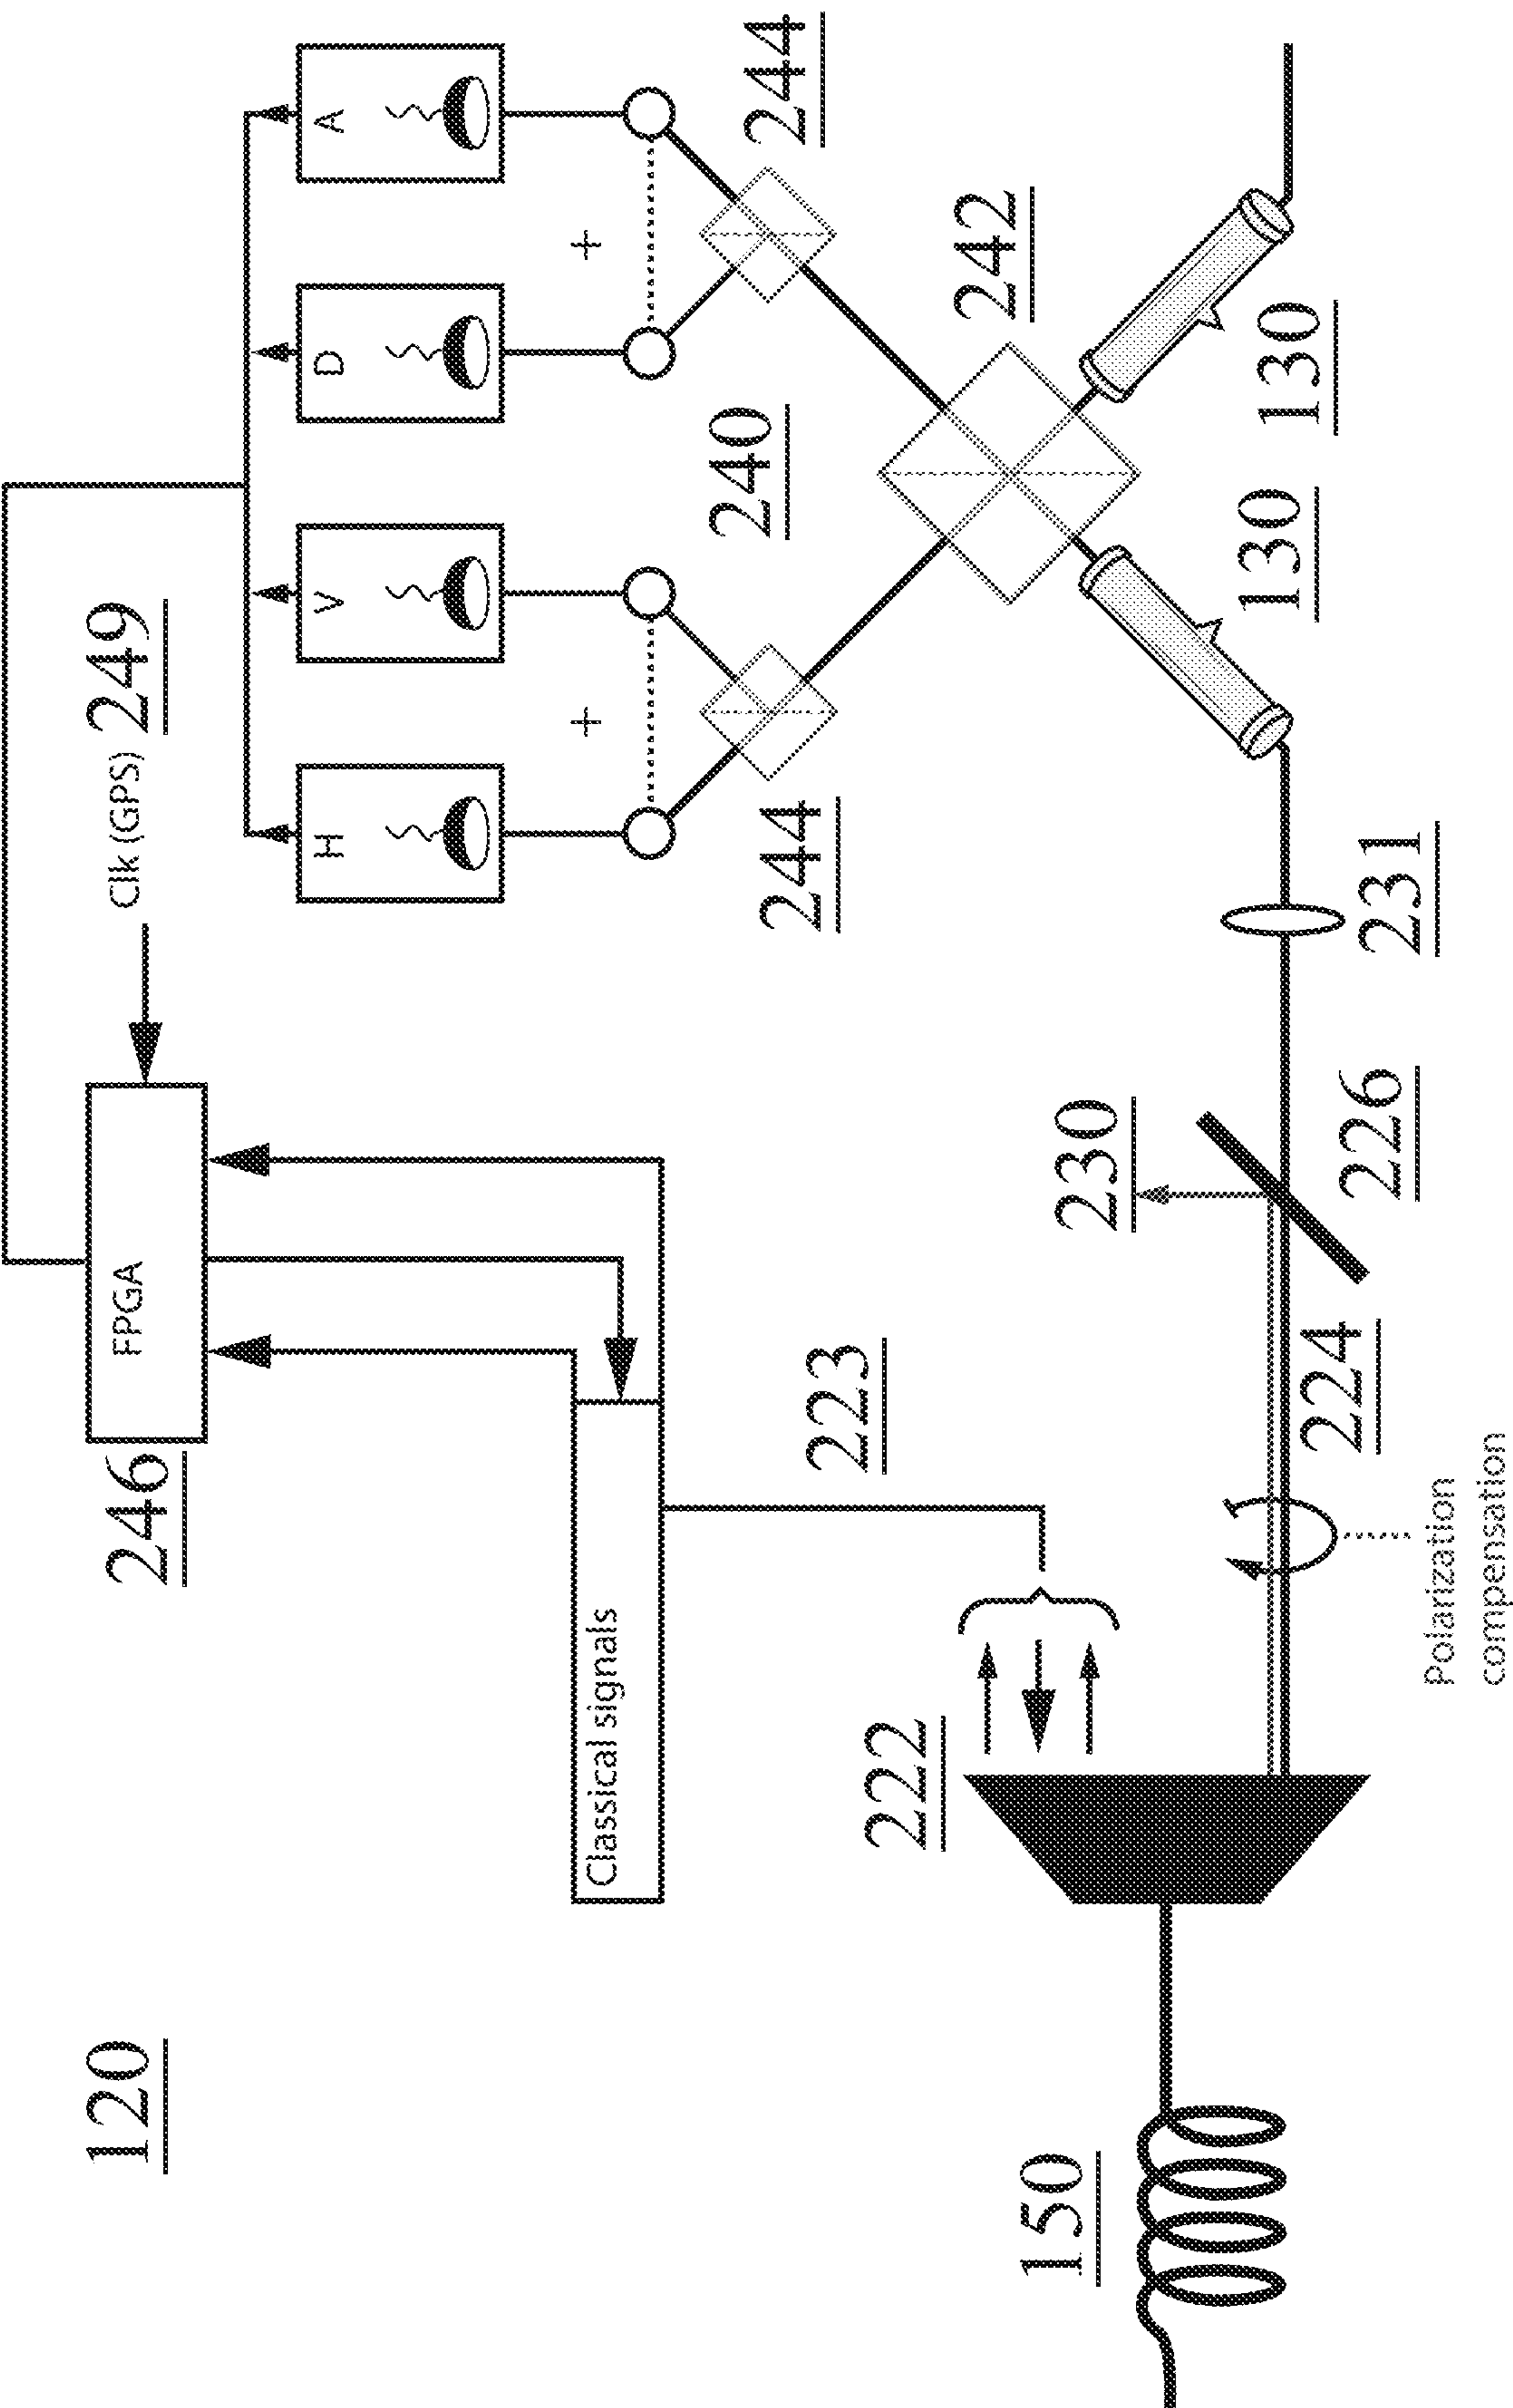 120
246
FPGA
Clk (GPS)
249
H
V
D
A
+
+
Classical signals
244
240
244
223
222
242
150
230
130
130
224
226
231
Polarization
compensation